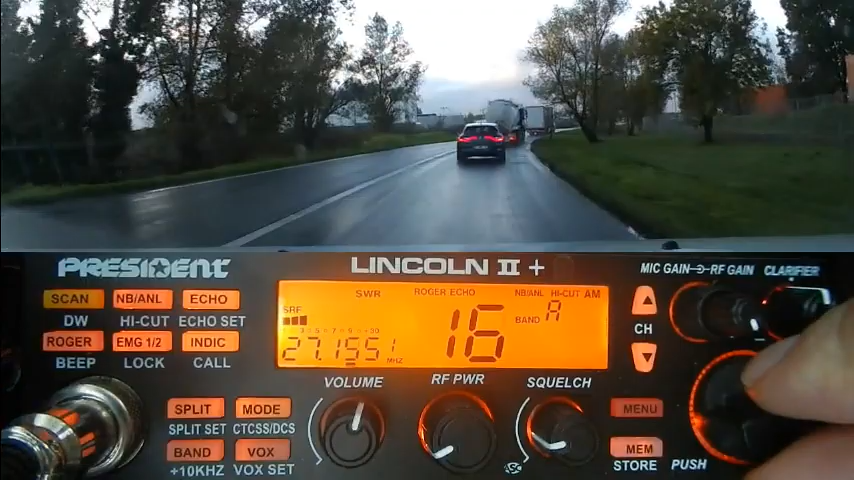 PRESIDENT
LINCOLN II +
MIC GAIN RF GAIN CLARIFIER
SCAN NB/ANL ECHO
DW HI-CUT ECHO SET
ROGER EMG 1/2 INDIC
BEEP LOCK CALL
SWR ROGER ECHO NB/ANL HI-CUT AM
SRF
16 BAND A
27.1551 MHZ
CH
VOLUME RF PWR SQUELCH
SPLIT MODE
SPLIT SET CTCSS/DCS
BAND VOX
+10KHZ VOX SET
MENU
MEM
STORE PUSH